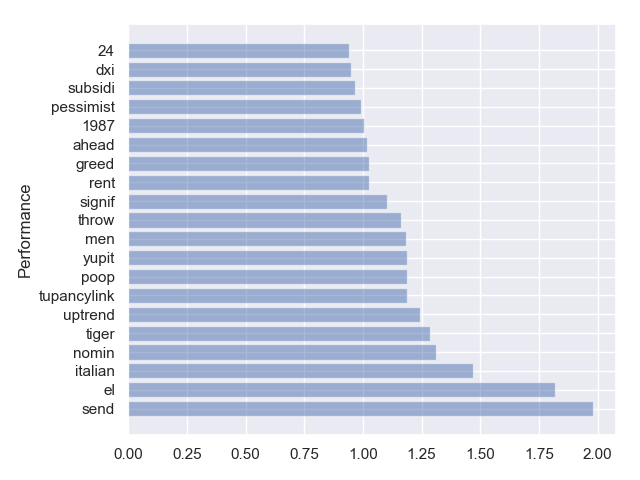 24
dxi
subsidi
pessimist
1987
ahead
greed
rent
signif
throw
men
yupit
poop
tupancylink
uptrend
tiger
nomin
italian
el
send
Performance
0.00 0.25 0.50 0.75 1.00 1.25 1.50 1.75 2.00